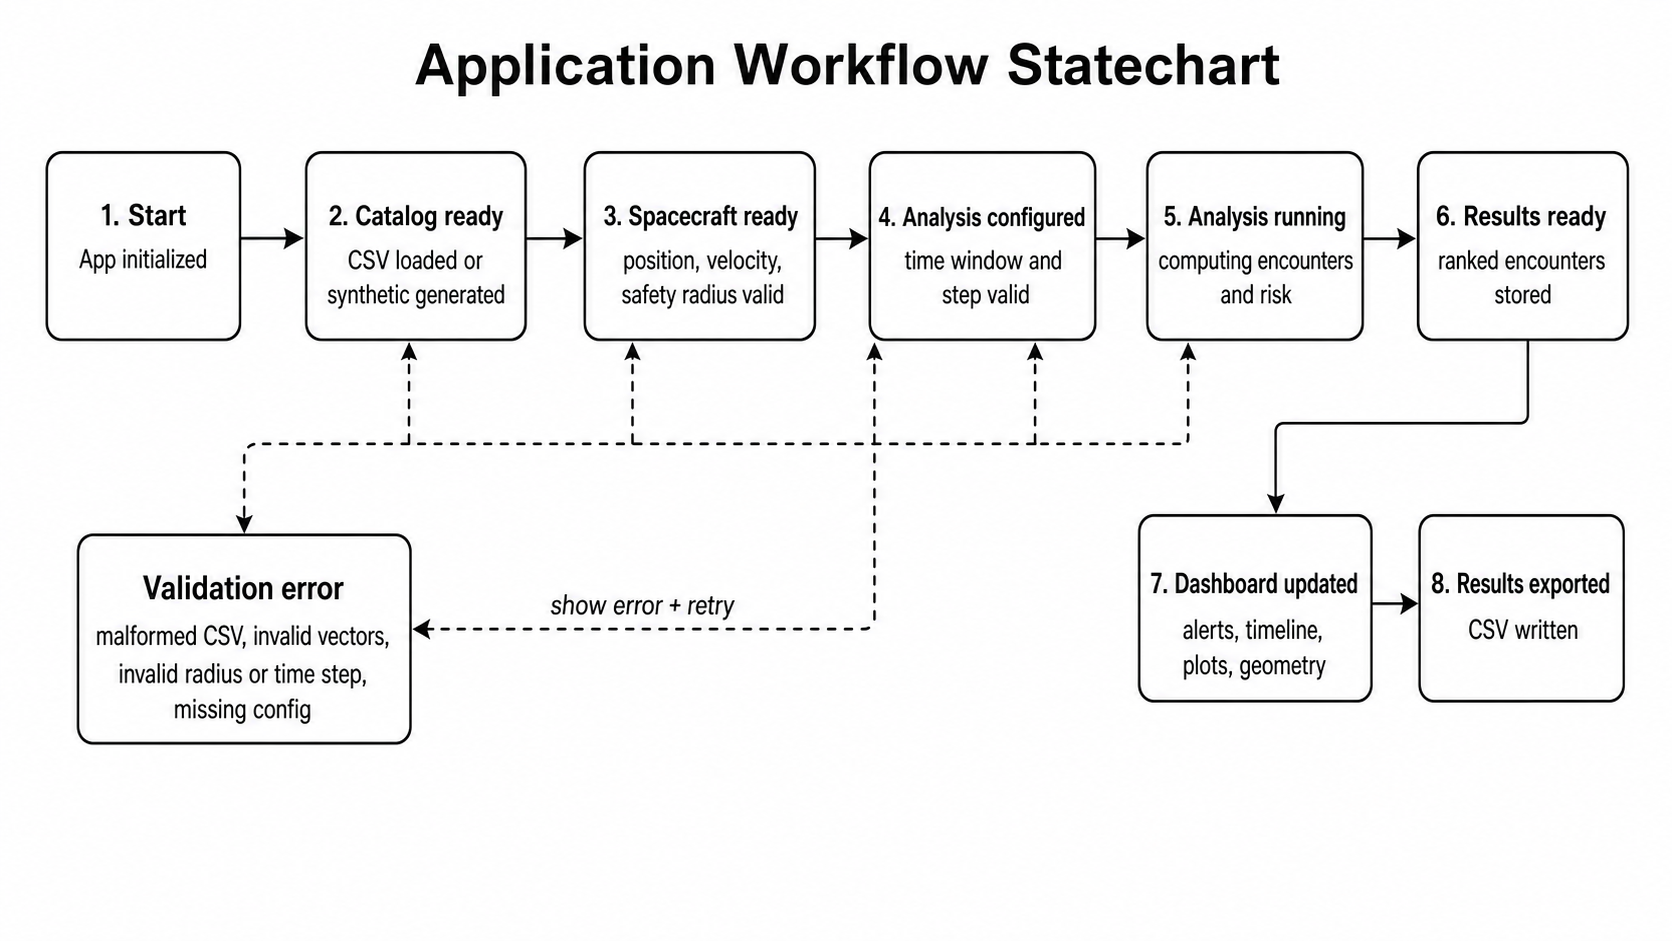 Application Workflow Statechart
1. Start
App initialized
2. Catalog ready
CSV loaded or
synthetic generated
3. Spacecraft ready
position, velocity,
safety radius valid
4. Analysis configured
time window and
step valid
5. Analysis running
computing encounters
and risk
6. Results ready
ranked encounters
stored
Validation error
malformed CSV, invalid vectors,
invalid radius or time step,
missing config
show error + retry
7. Dashboard updated
alerts, timeline,
plots, geometry
8. Results exported
CSV written